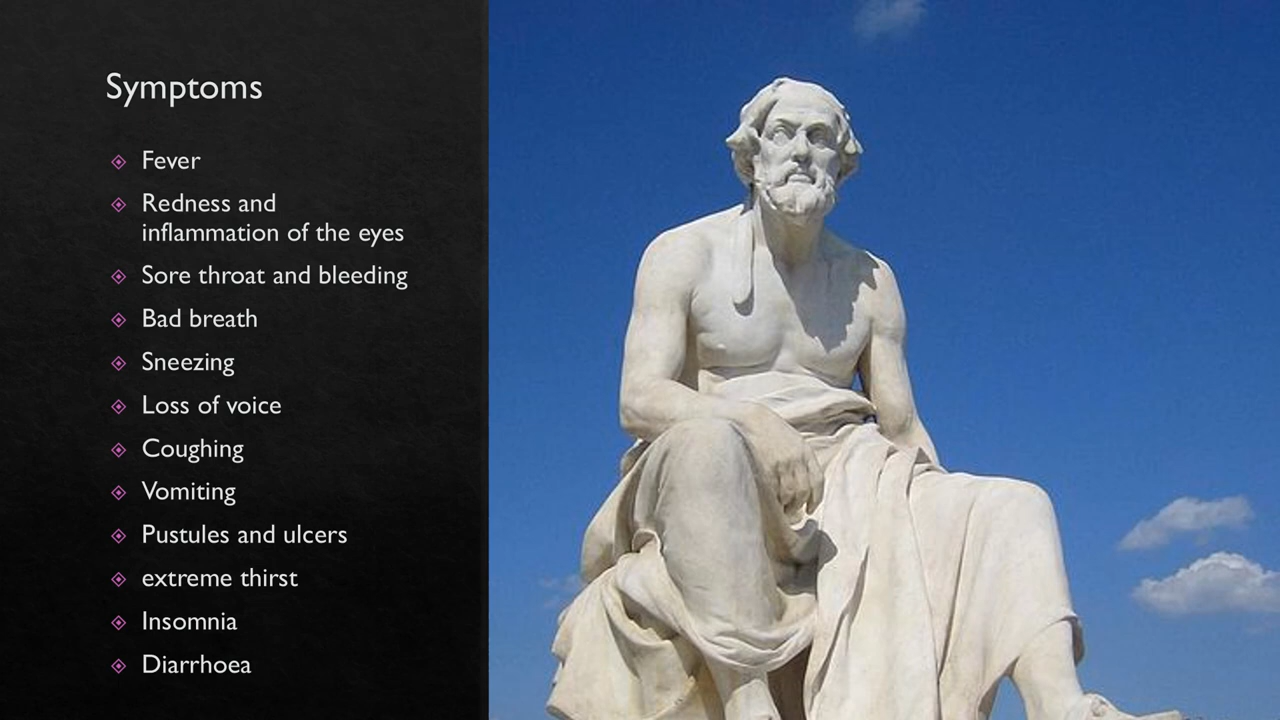 Symptoms
Fever
Redness and
inflammation of the eyes
Sore throat and bleeding
Bad breath
Sneezing
Loss of voice
Coughing
Vomiting
Pustules and ulcers
extreme thirst
Insomnia
Diarrhoea